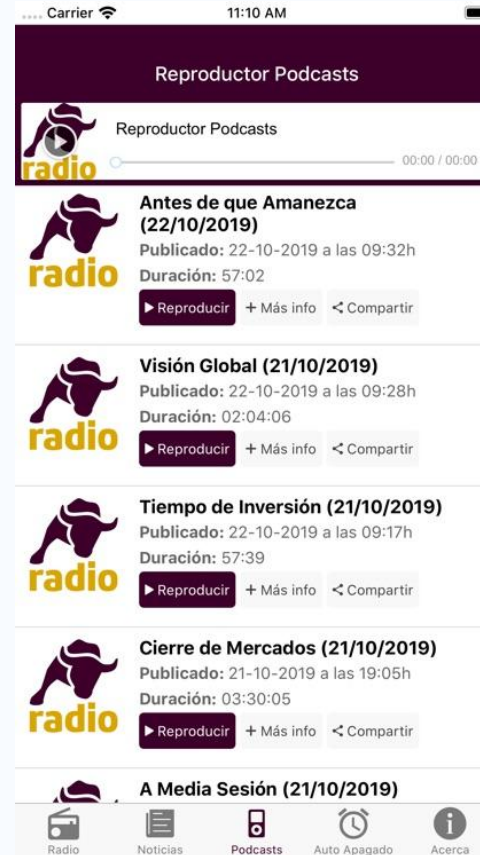 .... Carrier 11:10 AM
Reproductor Podcasts
Reproductor Podcasts
radio
00:00 / 00:00
Antes de que Amanezca
(22/10/2019)
Publicado: 22-10-2019 a las 09:32h
radio
Duración: 57:02
Reproducir + Más info Compartir
Visión Global (21/10/2019)
Publicado: 22-10-2019 a las 09:28h
Duración: 02:04:06
radio
Reproducir + Más info Compartir
Tiempo de Inversión (21/10/2019)
Publicado: 22-10-2019 a las 09:17h
Duración: 57:39
radio
Reproducir + Más info Compartir
Cierre de Mercados (21/10/2019)
Publicado: 21-10-2019 a las 19:05h
Duración: 03:30:05
radio
Reproducir + Más info Compartir
A Media Sesión (21/10/2019)
Radio Noticias Podcasts Auto Apagado Acerca